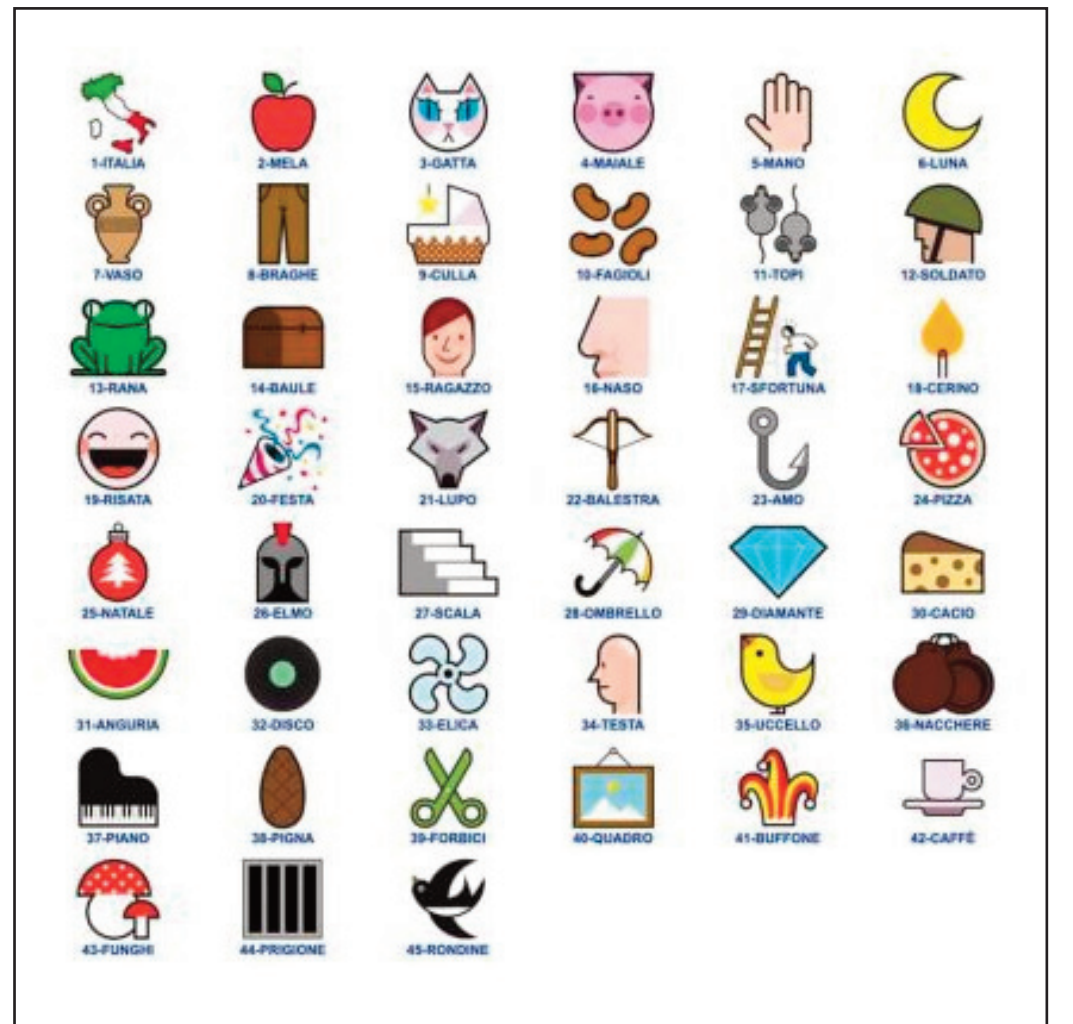 1-ITALIA 2-MELA 3-GATTA 4-MAIALE 5-MANO 6-LUNA
7-VASO 8-BRAGHE 9-CULLA 10-FAGIOLI 11-TOPI 12-SOLDATO
13-RANA 14-BAULE 15-RAGAZZO 16-NASO 17-SFORTUNA 18-CERINO
19-RISATA 20-FESTA 21-LUPO 22-BALESTRA 23-AMO 24-PIZZA
25-NATALE 26-ELMO 27-SCALA 28-OMBRELLO 29-DIAMANTE 30-CACIO
31-ANGURIA 32-DISCO 33-ELICA 34-TESTA 35-UCCELLO 36-NACCHERE
37-PIANO 38-PIGNA 39-FORBICI 40-QUADRO 41-BUFFONE 42-CAFFÈ
43-FUNGHI 44-PRIGIONE 45-RONDINE